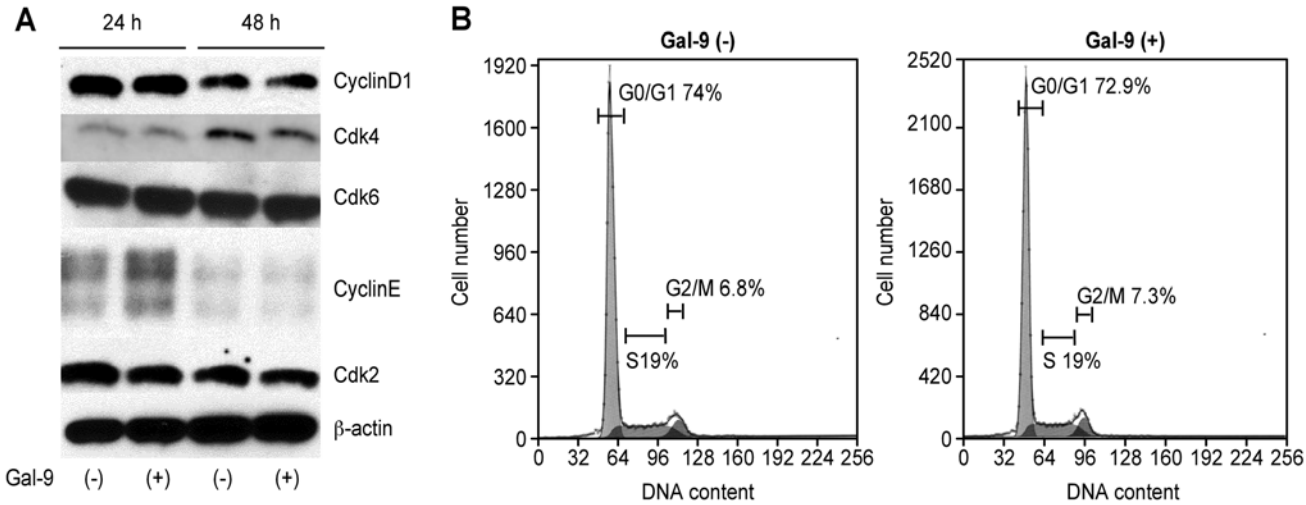 A
24 h 48 h
CyclinD1
Cdk4
Cdk6
CyclinE
Cdk2
β-actin
Gal-9 (-) (+) (-) (+)
B
Gal-9 (-)
Cell number
1920
1600
1280
960
640
320
0
G0/G1 74%
G2/M 6.8%
S19%
0 32 64 96 128 160 192 224 256
DNA content
Gal-9 (+)
Cell number
2520
2100
1680
1260
840
420
0
G0/G1 72.9%
G2/M 7.3%
S 19%
0 32 64 96 128 160 192 224 256
DNA content